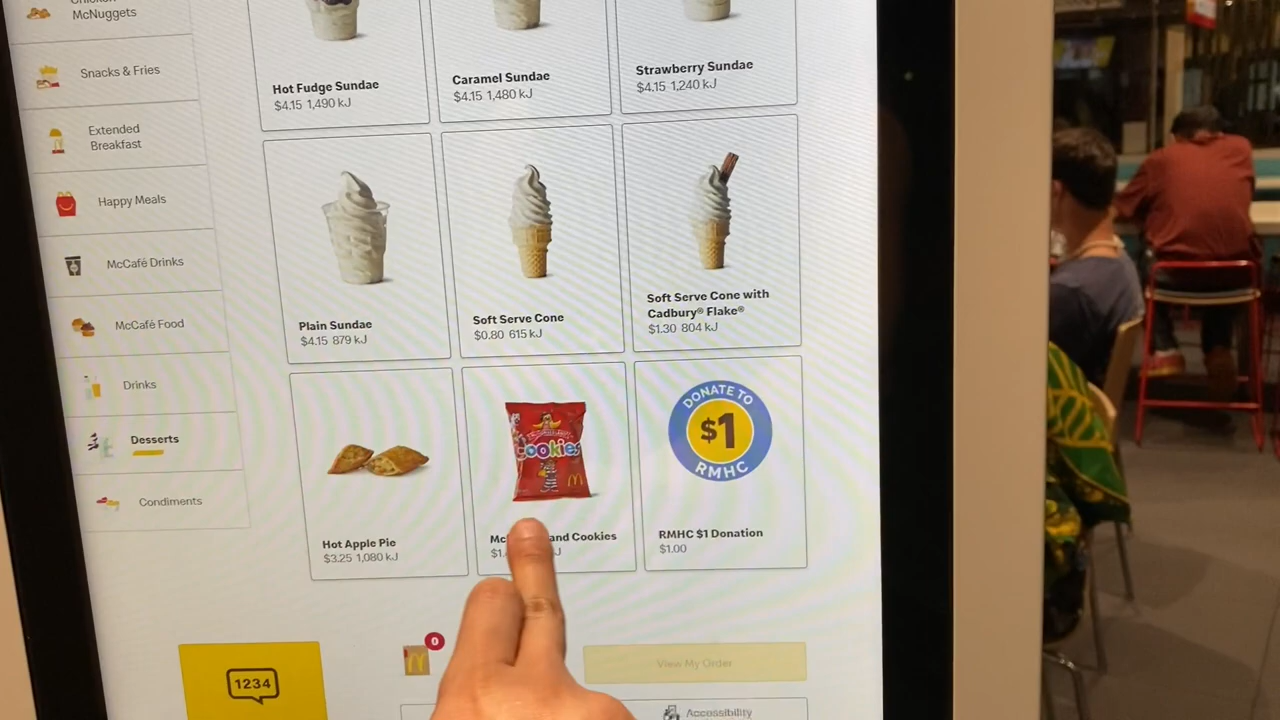 Chicken
McNuggets
Snacks & Fries
Extended
Breakfast
Happy Meals
McCafé Drinks
McCafé Food
Drinks
Desserts
Condiments
Hot Fudge Sundae
$4.15 1,490 kJ
Caramel Sundae
$4.15 1,480 kJ
Strawberry Sundae
$4.15 1,240 kJ
Plain Sundae
$4.15 879 kJ
Soft Serve Cone
$0.80 615 kJ
Soft Serve Cone with
Cadbury® Flake®
$1.30 804 kJ
Hot Apple Pie
$3.25 1,080 kJ
Cookies
and Cookies
DONATE TO
$1
RMHC
RMHC $1 Donation
$1.00
1234
0
View My Order
Accessibility